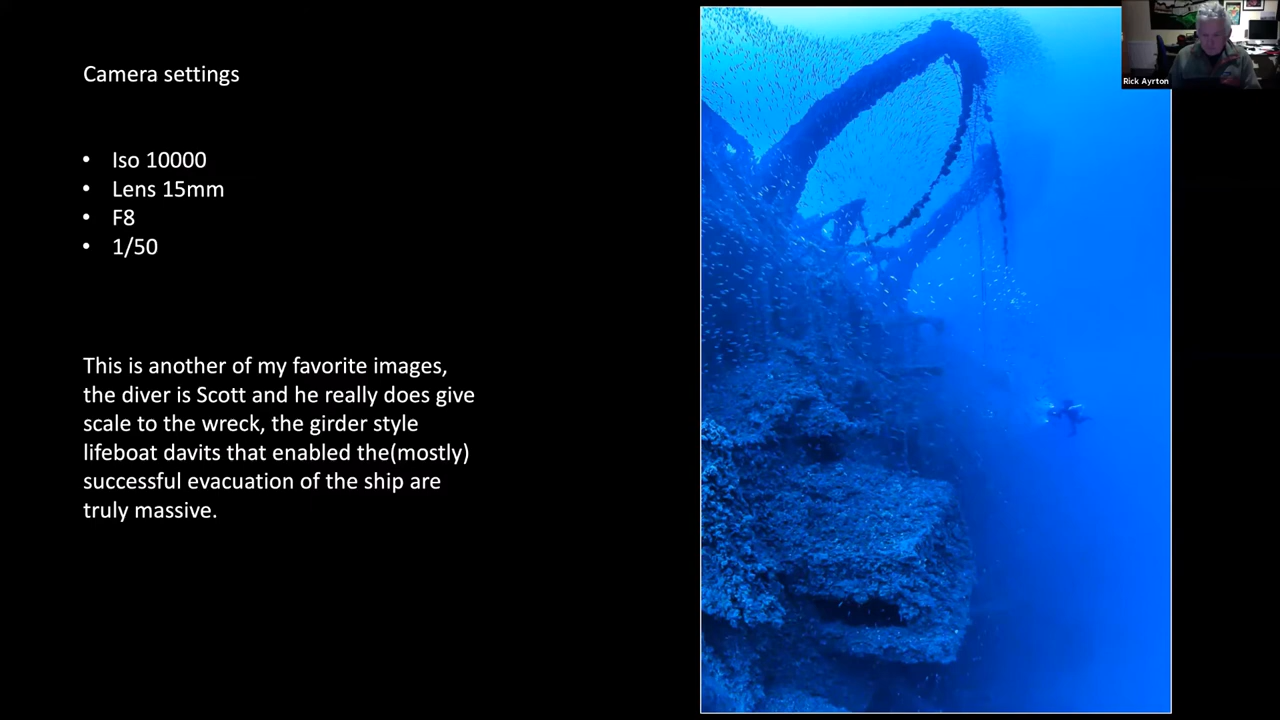 Camera settings
• Iso 10000
• Lens 15mm
• F8
• 1/50
This is another of my favorite images,
the diver is Scott and he really does give
scale to the wreck, the girder style
lifeboat davits that enabled the(mostly)
successful evacuation of the ship are
truly massive.
Rick Ayrton